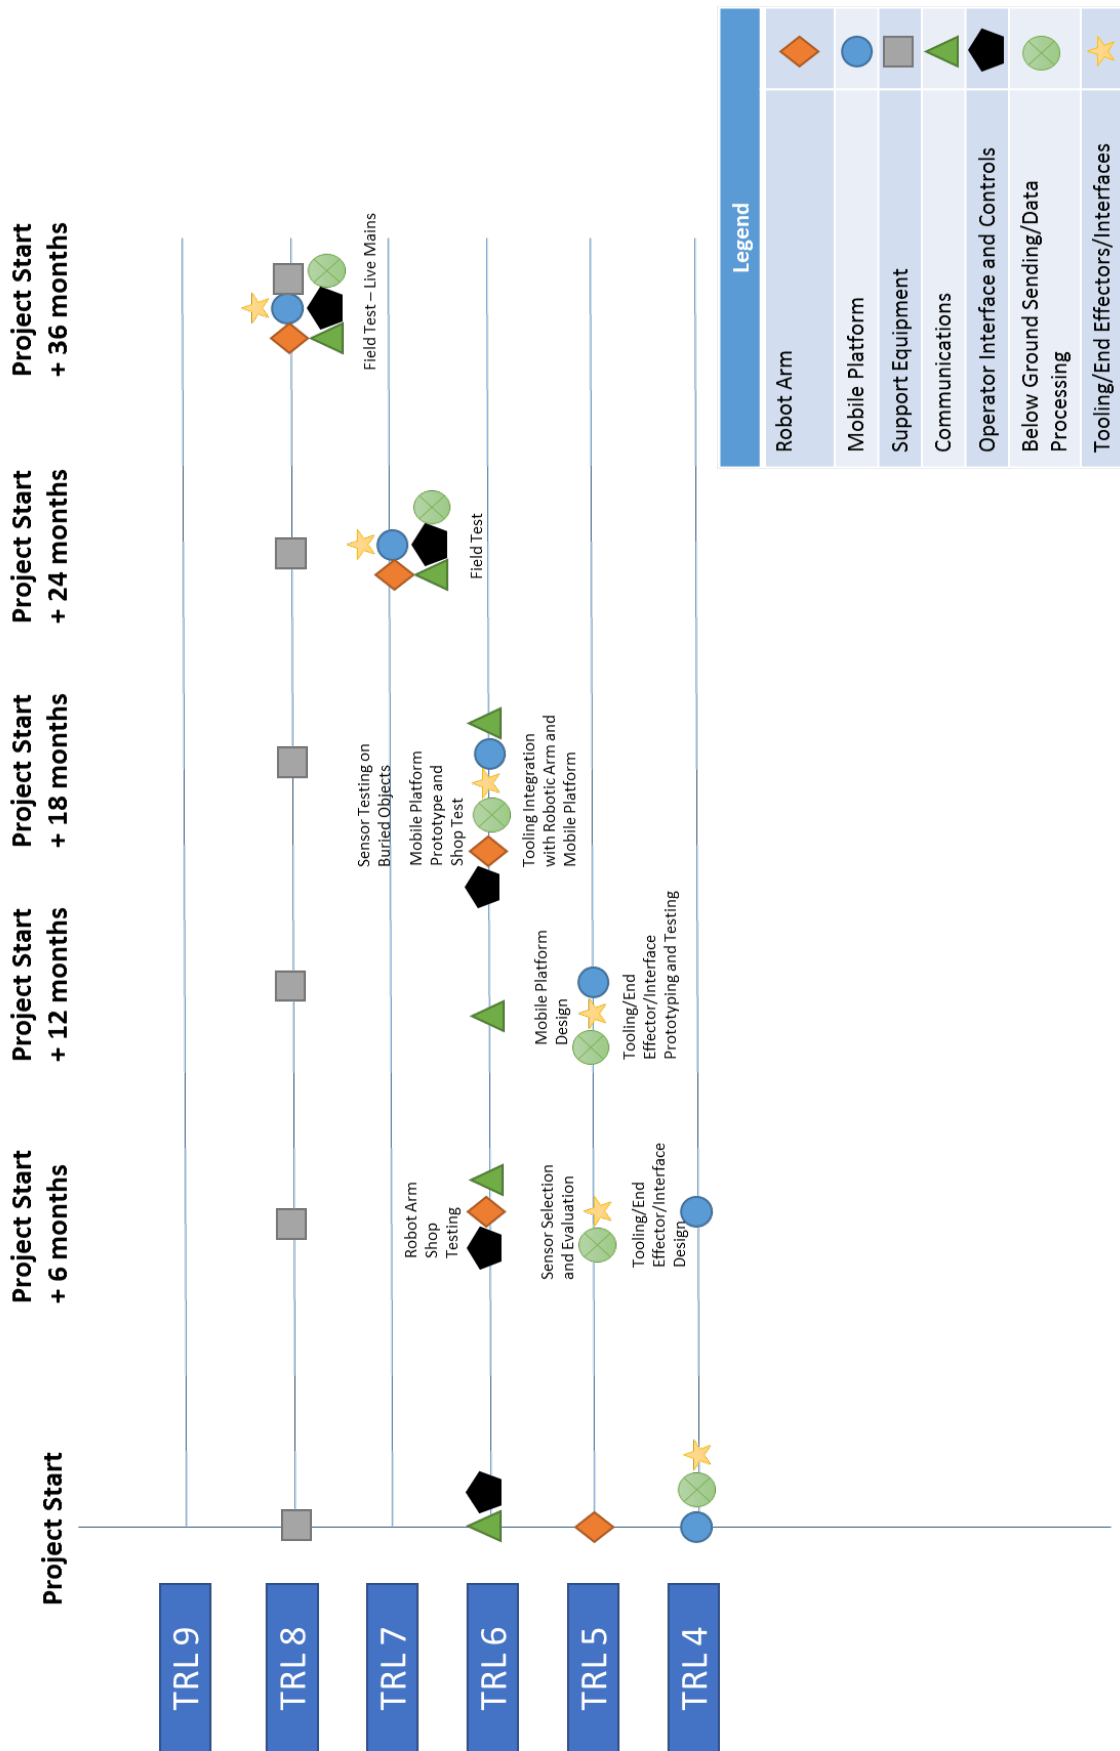 Project Start
Project Start
+ 6 months
Project Start
+ 12 months
Project Start
+ 18 months
Project Start
+ 24 months
Project Start
+ 36 months
TRL 9
TRL 8
TRL 7
TRL 6
TRL 5
TRL 4
Robot Arm
Shop
Testing
Sensor Selection
and Evaluation
Tooling/End
Effector/Interface
Design
Mobile Platform
Design
Tooling/End
Effector/Interface
Prototyping and Testing
Sensor Testing on
Buried Objects
Mobile Platform
Prototype and
Shop Test
Tooling Integration
with Robotic Arm and
Mobile Platform
Field Test
Field Test – Live Mains
Legend
Robot Arm
Mobile Platform
Support Equipment
Communications
Operator Interface and Controls
Below Ground Sending/Data
Processing
Tooling/End Effectors/Interfaces